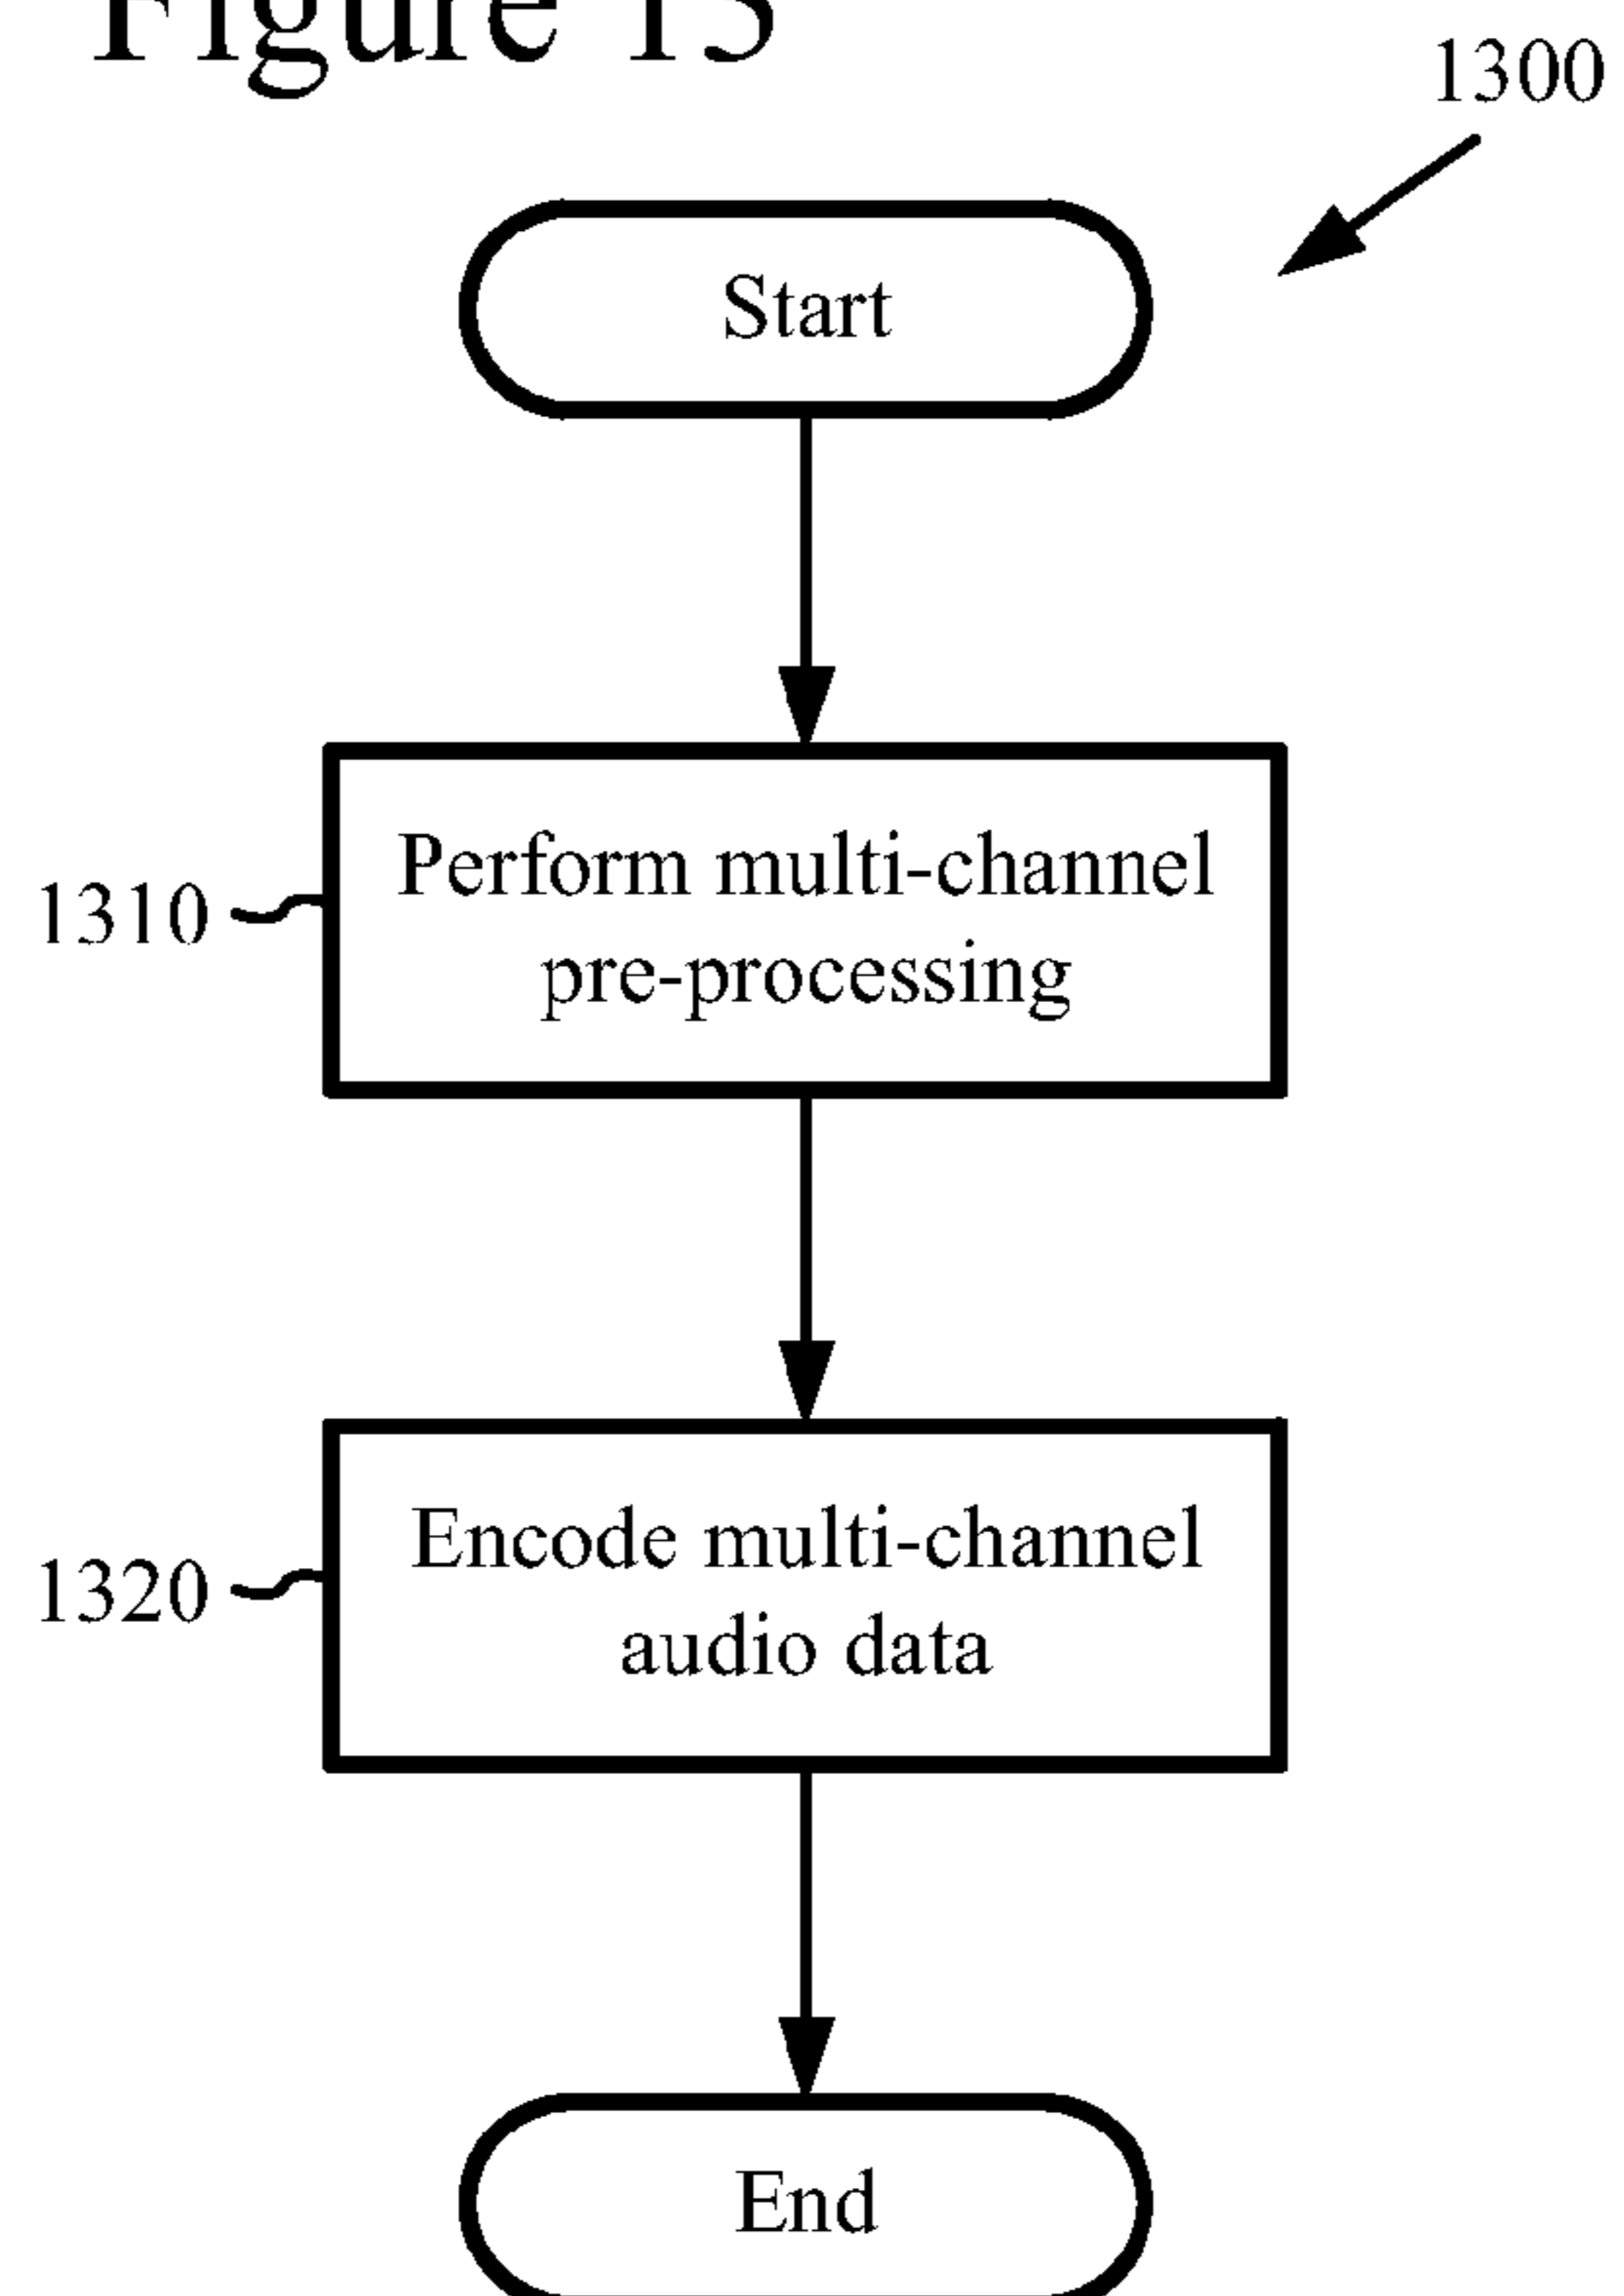 Figure 13
1300
Start
1310
Perform multi-channel
pre-processing
1320
Encode multi-channel
audio data
End